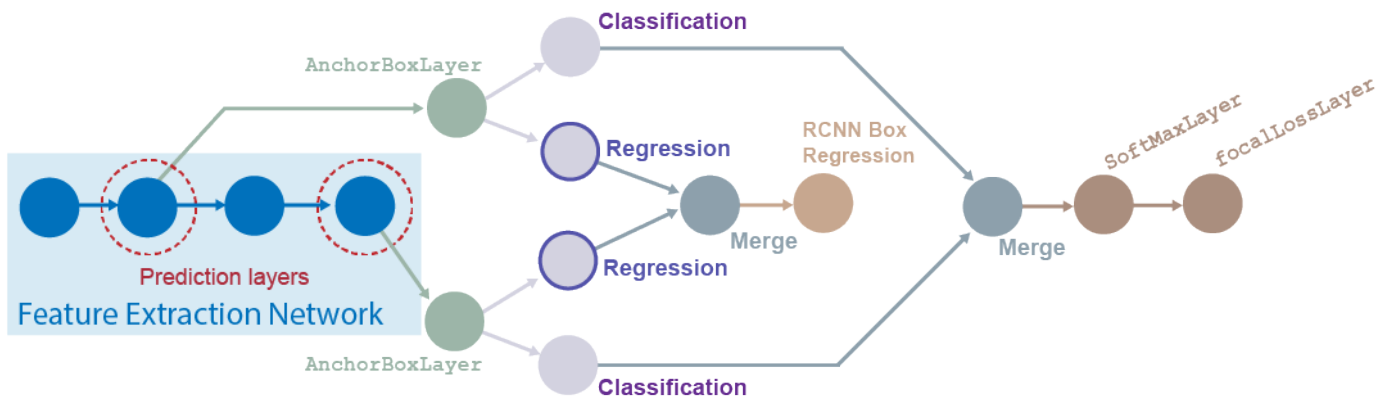 Classification
AnchorBoxLayer
RCNN Box
Regression
SoftMaxLayer
focalLossLayer
Regression
Merge
Merge
Regression
Prediction layers
Feature Extraction Network
AnchorBoxLayer
Classification